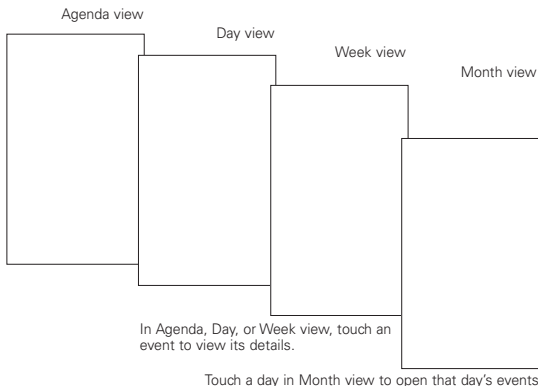 Agenda view
Day view
Week view
Month view
In Agenda, Day, or Week view, touch an
event to view its details.
Touch a day in Month view to open that day's events